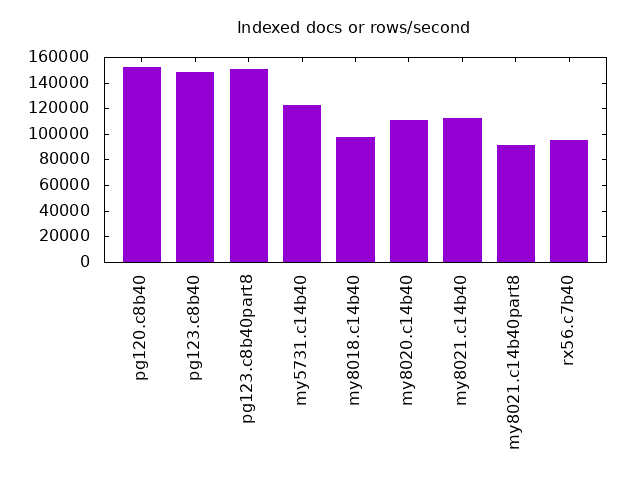 Indexed docs or rows/second
160000
140000
120000
100000
80000
60000
40000
20000
0
pg120.c8b40
pg123.c8b40
pg123.c8b40part8
my5731.c14b40
my8018.c14b40
my8020.c14b40
my8021.c14b40
my8021.c14b40part8
rx56.c7b40